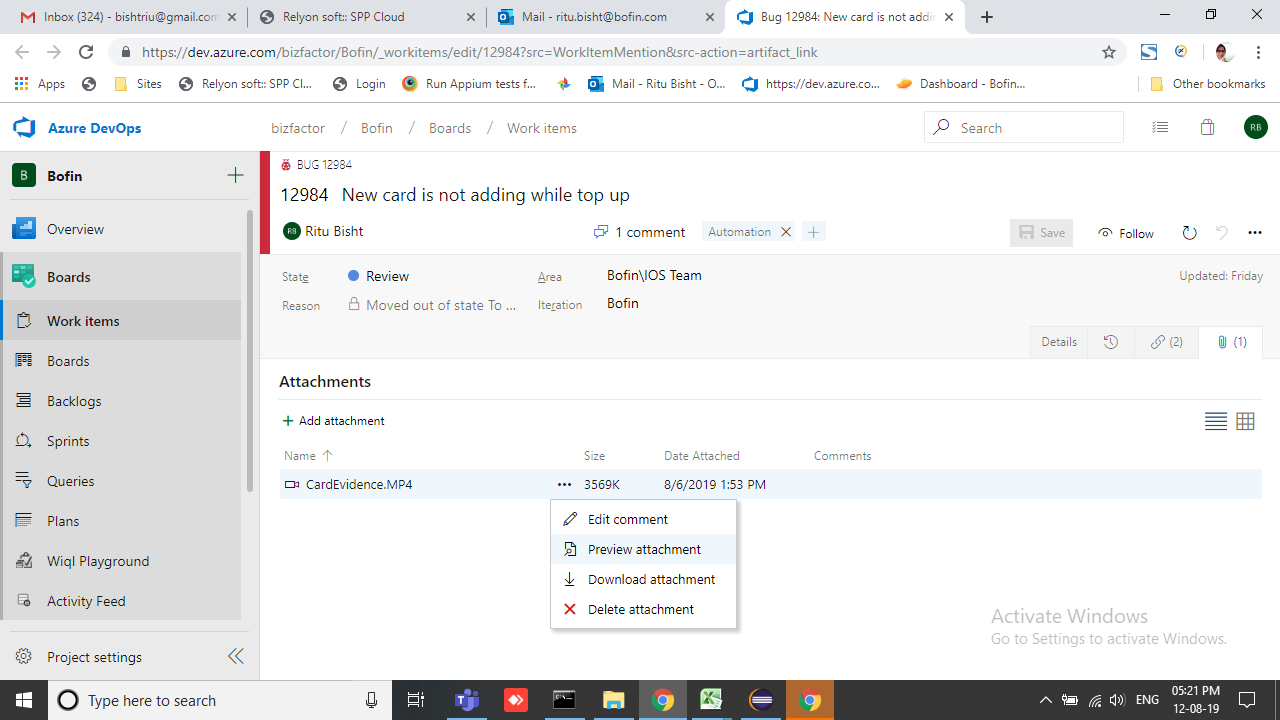 Inbox (324) - bishtriu@gmail.com
Relyon soft:: SPP Cloud
Mail - ritu.bisht@bofin.com
Bug 12984: New card is not addin
https://dev.azure.com/bizfactor/Bofin/_workitems/edit/12984?src=WorkItemMention&src-action=artifact_link
Apps
Sites
Relyon soft:: SPP Cl...
Login
Run Appium tests f...
Mail - Ritu Bisht - O...
https://dev.azure.co...
Dashboard - Bofin...
Other bookmarks
Azure DevOps
bizfactor / Bofin / Boards / Work items
Search
RB
B Bofin
Overview
Boards
Work items
Boards
Backlogs
Sprints
Queries
Plans
Wiql Playground
Activity Feed
Project settings
BUG 12984
12984 New card is not adding while top up
RB Ritu Bisht
1 comment
Automation
Save
Follow
State Review
Area Bofin\IOS Team
Updated: Friday
Reason Moved out of state To ...
Iteration Bofin
Details
(2)
(1)
Attachments
Add attachment
Name Size Date Attached Comments
CardEvidence.MP4 ... 3569K 8/6/2019 1:53 PM
Edit comment
Preview attachment
Download attachment
Delete attachment
Activate Windows
Go to Settings to activate Windows.
Type here to search
ENG
05:21 PM
12-08-19